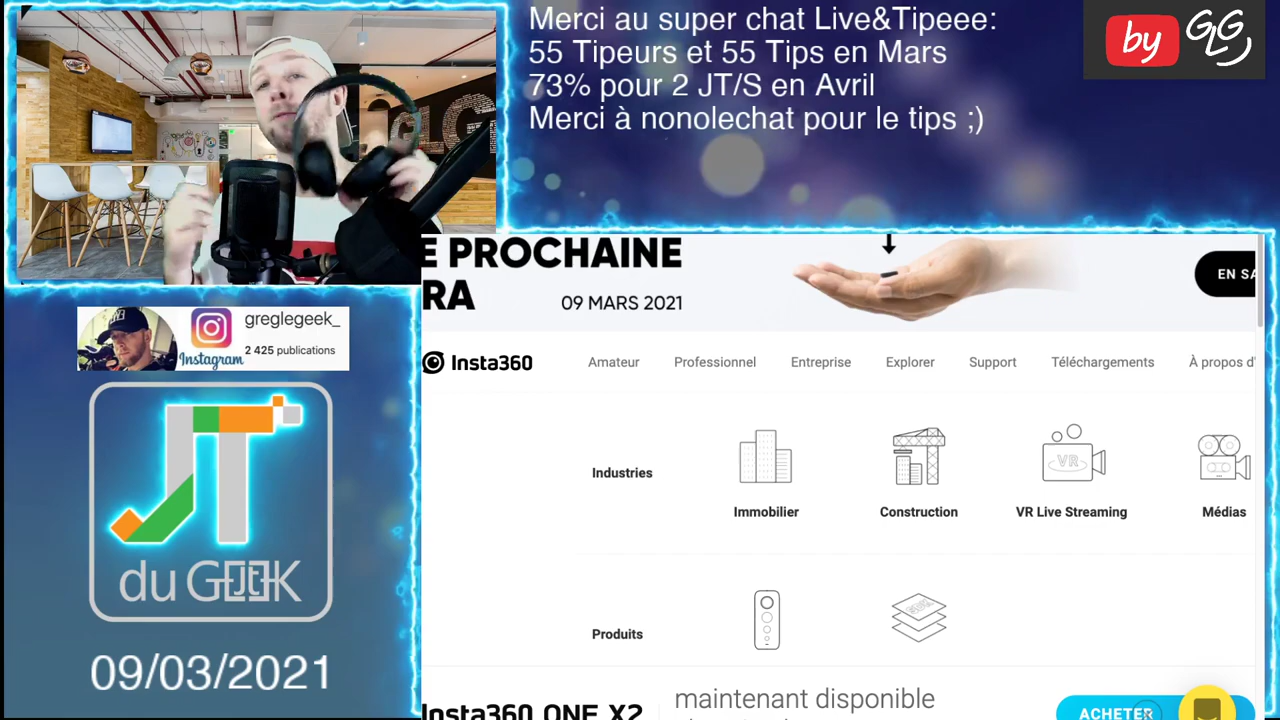 Merci au super chat Live&Tipeee:
55 Tipeurs et 55 Tips en Mars
73% pour 2 JT/S en Avril
Merci à nonolechat pour le tips ;)
by GLG
GLG
E PROCHAINE
RA
09 MARS 2021
EN SA
Insta360
Amateur Professionnel Entreprise Explorer Support Téléchargements À propos d'
Industries
Immobilier Construction VR Live Streaming Médias
VR
Produits
Insta360 ONE X2
maintenant disponible
ACHETER
greglegeek_
2 425 publications
Instagram
JT
du GEEK
09/03/2021